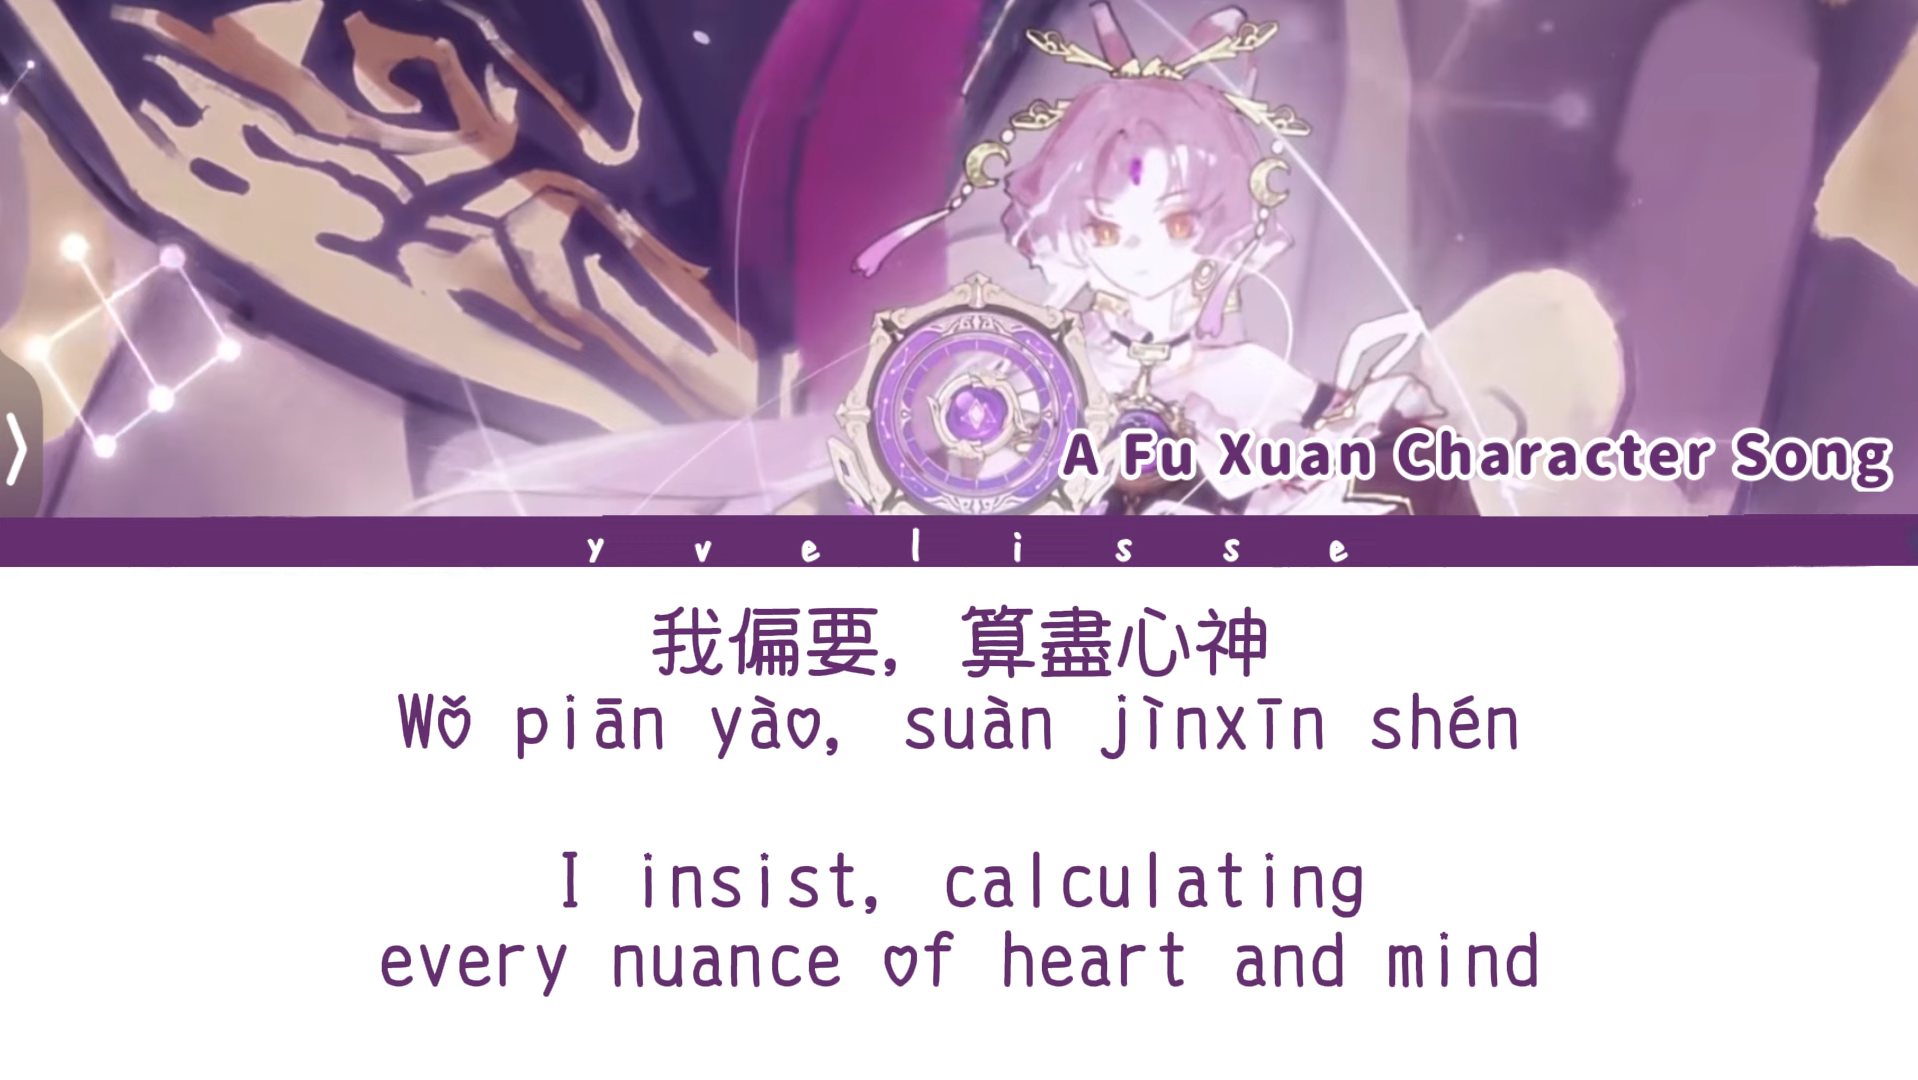 A Fu Xuan Character Song
yvelisse
我偏要, 算盡心神
Wǒ piān yào, suàn jìnxīn shén
I insist, calculating
every nuance of heart and mind